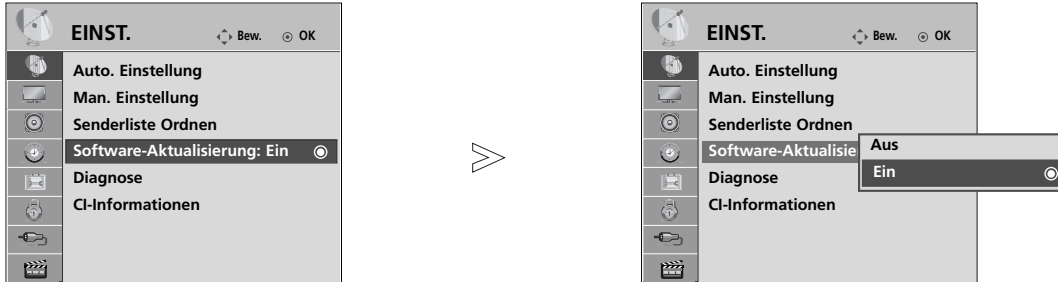 EINST. Bew. OK
Auto. Einstellung
Man. Einstellung
Senderliste Ordnen
Software-Aktualisierung: Ein
Diagnose
CI-Informationen
EINST. Bew. OK
Auto. Einstellung
Man. Einstellung
Senderliste Ordnen
Software-Aktualisie
Aus
Ein
Diagnose
CI-Informationen